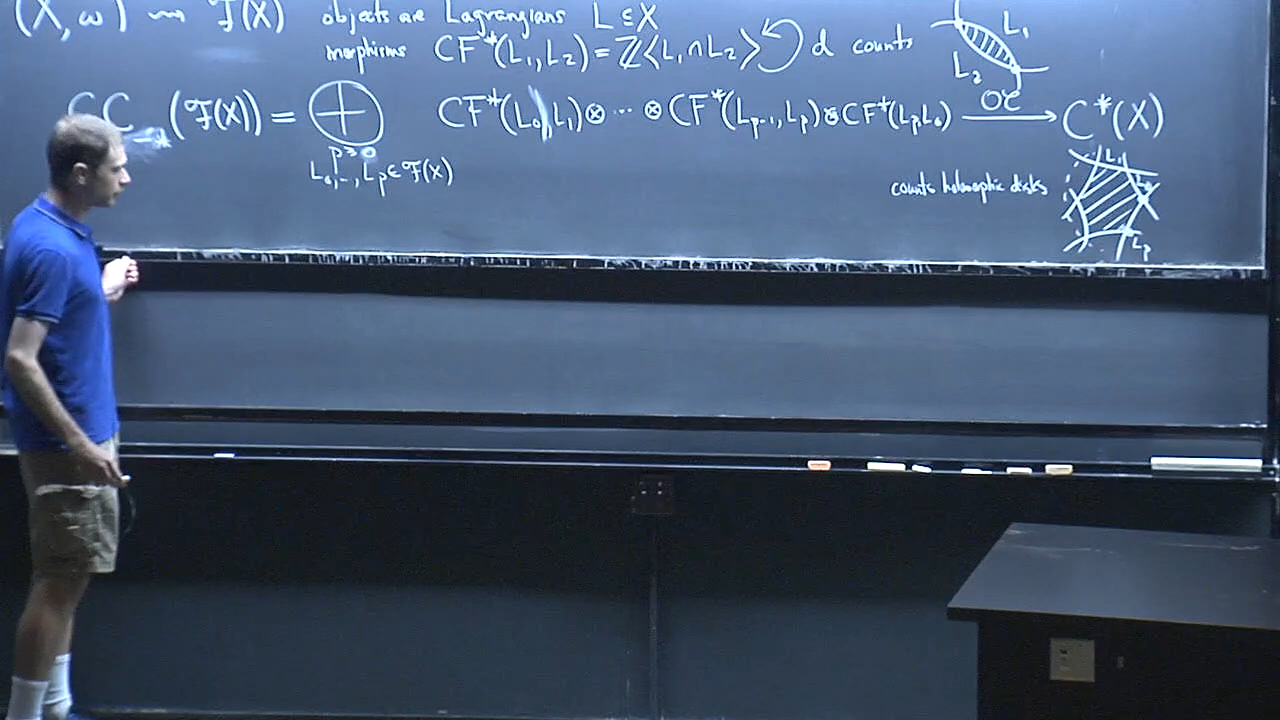 (X, ω) ⇝ F(X) objects are Lagrangians L ⊆ X
morphisms CF*(L₁, L₂) = ℤ⟨L₁ ∩ L₂⟩ d counts
L₁
L₂
CC₋* (F(X)) = ⊕ CF*(L₀, L₁) ⊗ ⋯ ⊗ CF*(Lₚ₋₁, Lₚ) ⊗ CF*(Lₚ L₀) OC → C*(X)
p ≥ 0
L₀, ⋯, Lₚ ∈ F(X)
counts holomorphic disks
L₁
L₀
Lₚ